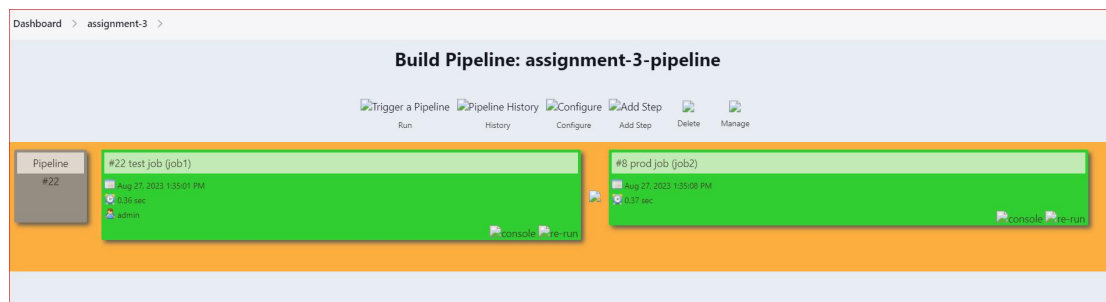 Dashboard > assignment-3 >
Build Pipeline: assignment-3-pipeline
Trigger a Pipeline Pipeline History Configure Add Step
Run History Configure Add Step Delete Manage
Pipeline
#22
#22 test job (job1)
Aug 27, 2023 1:35:01 PM
0.36 sec
admin
console re-run
#8 prod job (job2)
Aug 27, 2023 1:35:08 PM
0.37 sec
console re-run